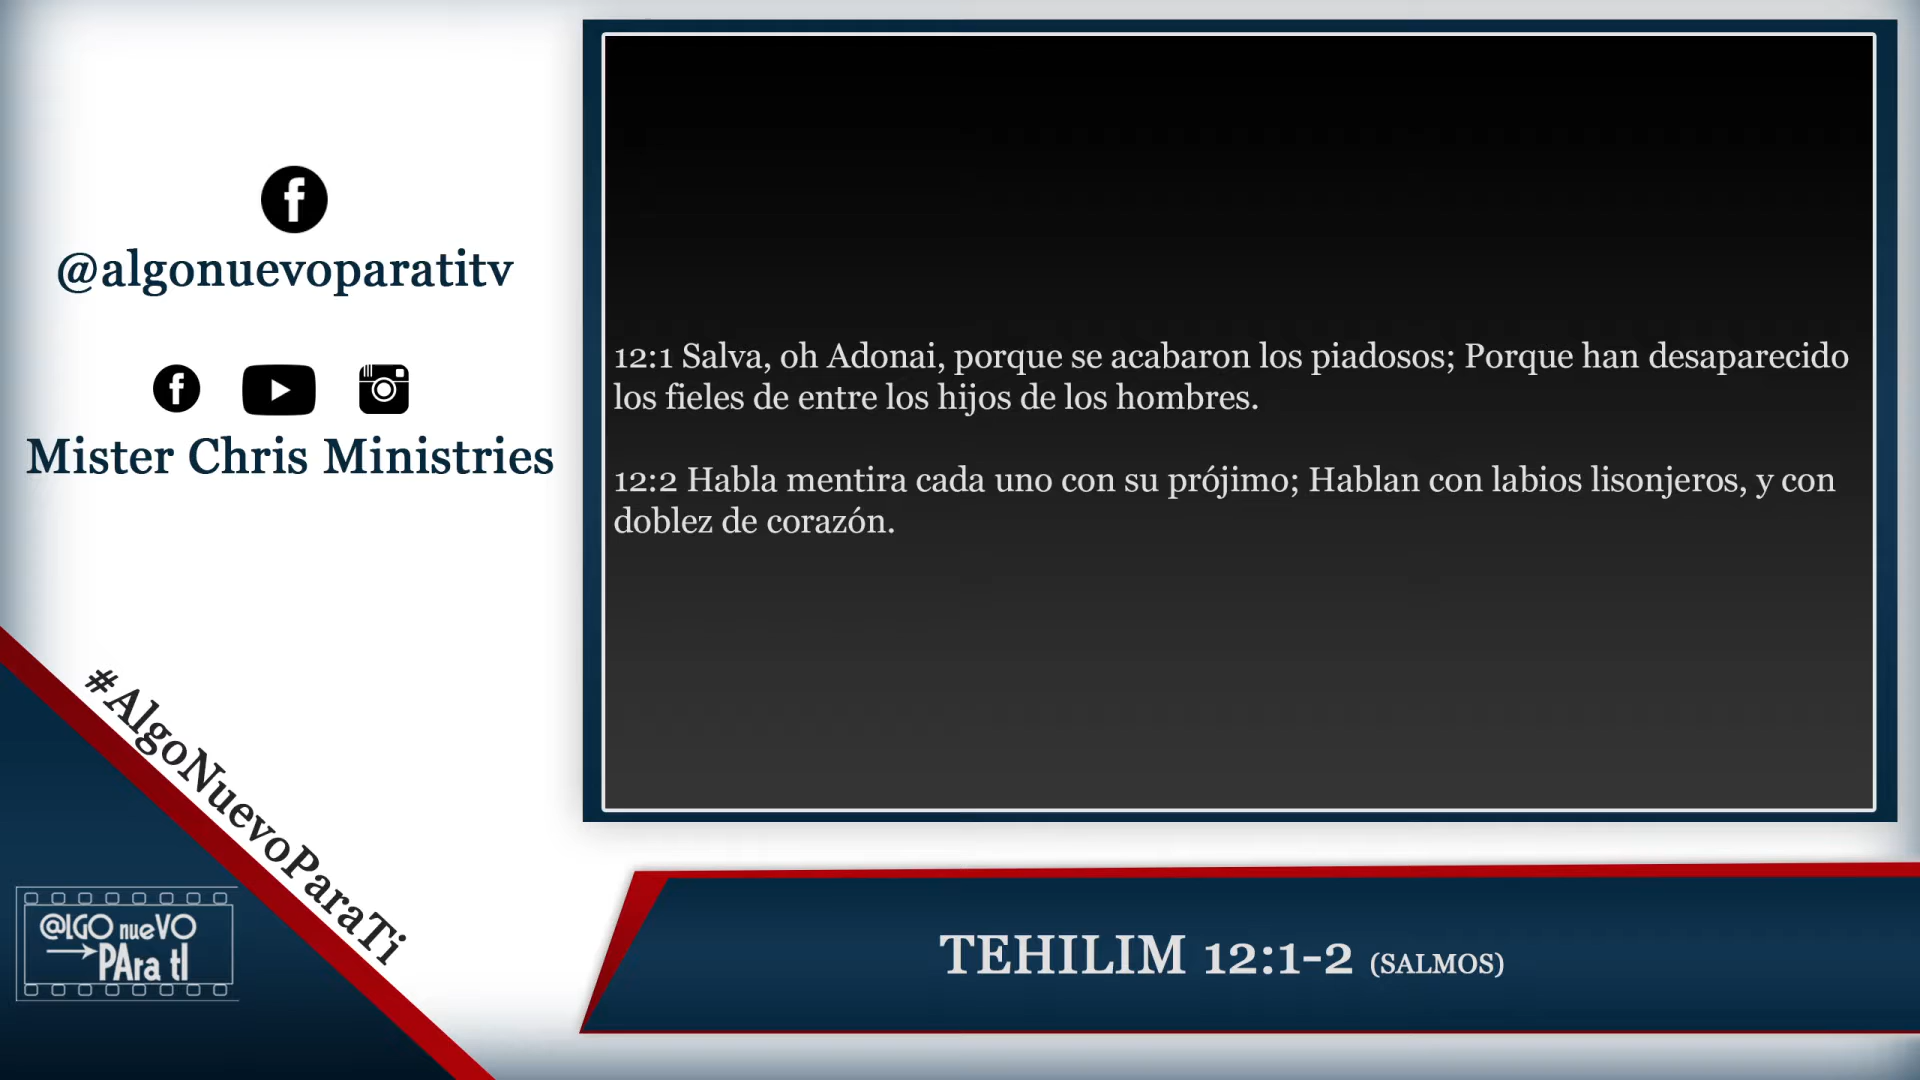 @algonuevoparatitv
Mister Chris Ministries
#AlgoNuevoParaTi
@lGO nueVO
PAra tI
12:1 Salva, oh Adonai, porque se acabaron los piadosos; Porque han desaparecido
los fieles de entre los hijos de los hombres.
12:2 Habla mentira cada uno con su prójimo; Hablan con labios lisonjeros, y con
doblez de corazón.
TEHILIM 12:1-2 (SALMOS)